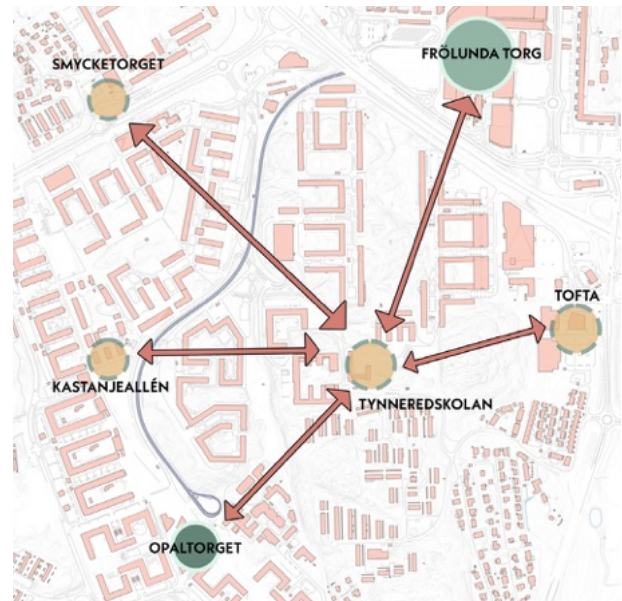 FRÖLUNDA TORG
SMYCKETORGET
TOFTA
KASTANJEALLÉN
TYNNEREDSKOLAN
OPALTORGET